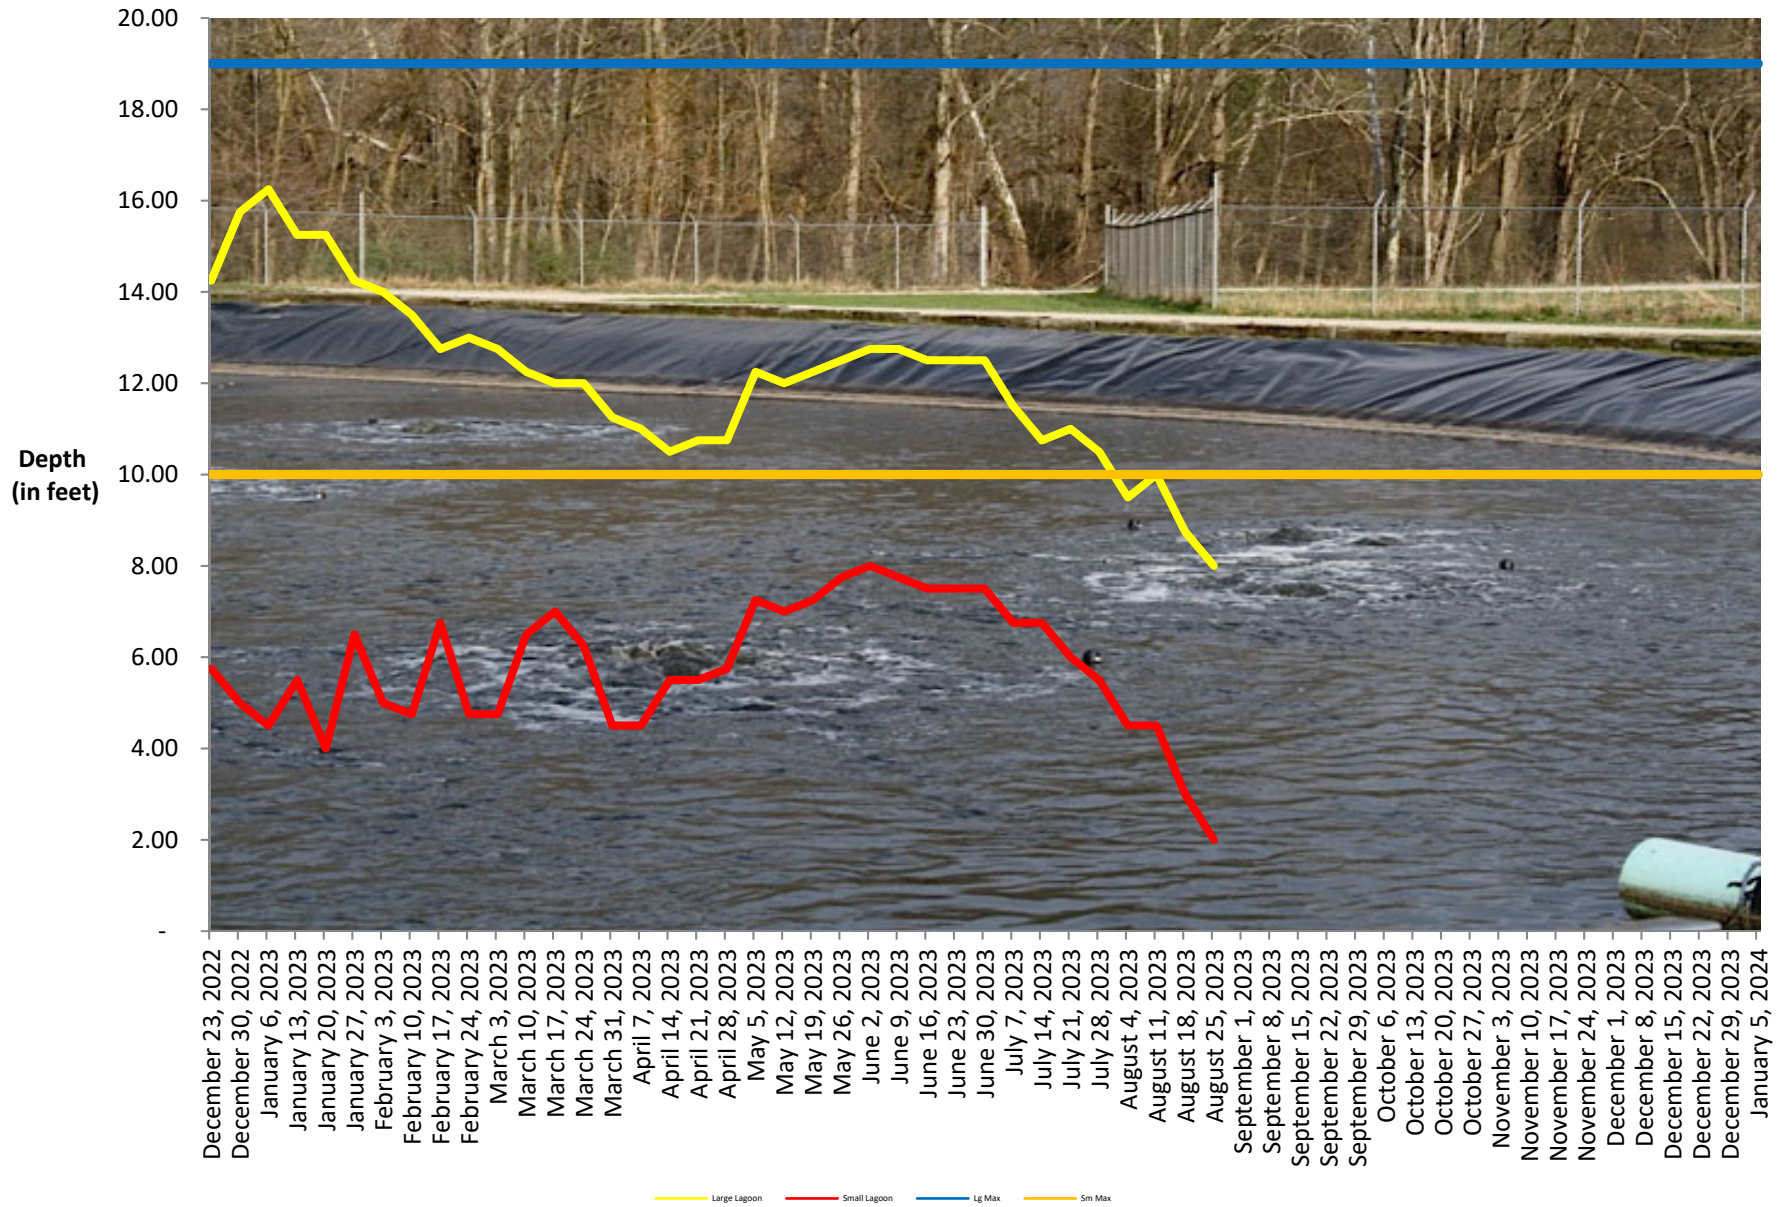 20.00
18.00
16.00
14.00
12.00
10.00
8.00
6.00
4.00
2.00
-
Depth
(in feet)
December 23, 2022
December 30, 2022
January 6, 2023
January 13, 2023
January 20, 2023
January 27, 2023
February 3, 2023
February 10, 2023
February 17, 2023
February 24, 2023
March 3, 2023
March 10, 2023
March 17, 2023
March 24, 2023
March 31, 2023
April 7, 2023
April 14, 2023
April 21, 2023
April 28, 2023
May 5, 2023
May 12, 2023
May 19, 2023
May 26, 2023
June 2, 2023
June 9, 2023
June 16, 2023
June 23, 2023
June 30, 2023
July 7, 2023
July 14, 2023
July 21, 2023
July 28, 2023
August 4, 2023
August 11, 2023
August 18, 2023
August 25, 2023
September 1, 2023
September 8, 2023
September 15, 2023
September 22, 2023
September 29, 2023
October 6, 2023
October 13, 2023
October 20, 2023
October 27, 2023
November 3, 2023
November 10, 2023
November 17, 2023
November 24, 2023
December 1, 2023
December 8, 2023
December 15, 2023
December 22, 2023
December 29, 2023
January 5, 2024
Large Lagoon
Small Lagoon
Lg Max
Sm Max